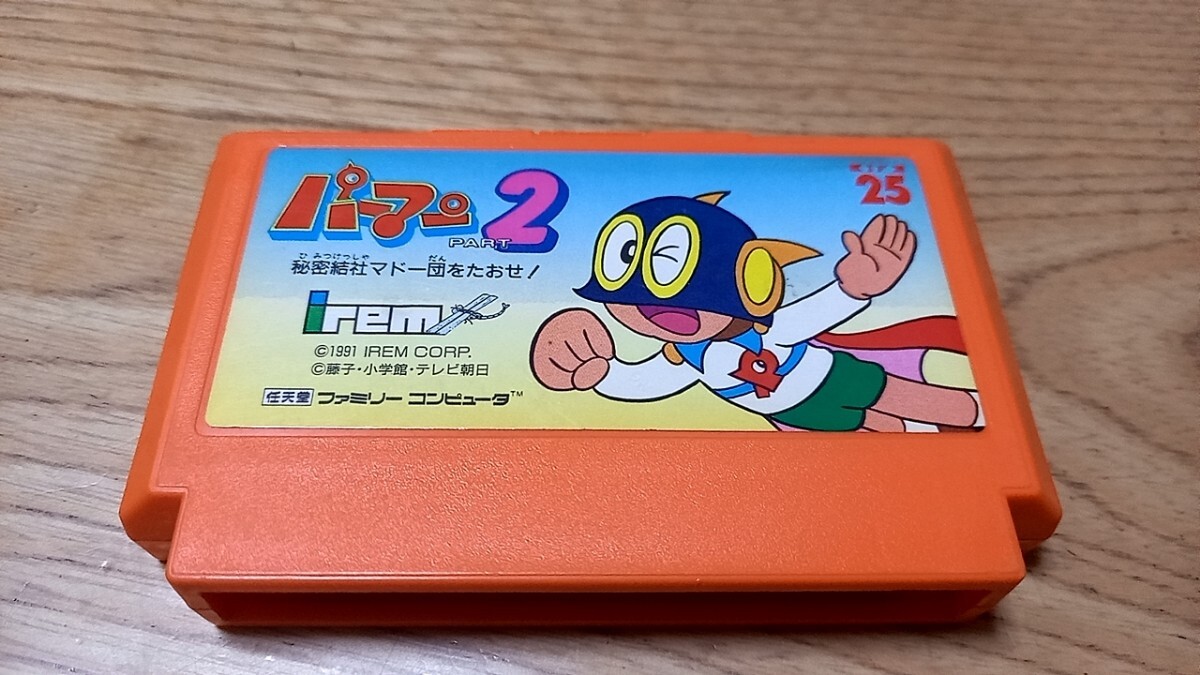 パーマン
PART 2
ひみつけっしゃ だん
秘密結社マドー団をたおせ!
irem
©1991 IREM CORP.
©藤子・小学館・テレビ朝日
任天堂 ファミリー コンピュータ™
25